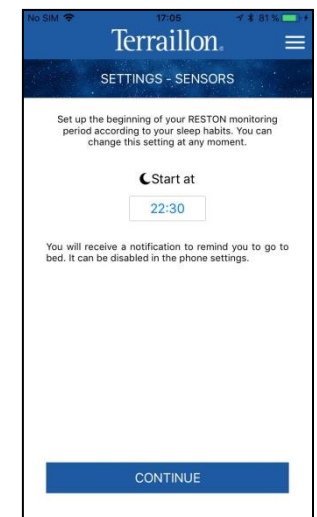 No SIM 17:05 81 %
Terraillon.
SETTINGS - SENSORS
Set up the beginning of your RESTON monitoring
period according to your sleep habits. You can
change this setting at any moment.
Start at
22:30
You will receive a notification to remind you to go to
bed. It can be disabled in the phone settings.
CONTINUE